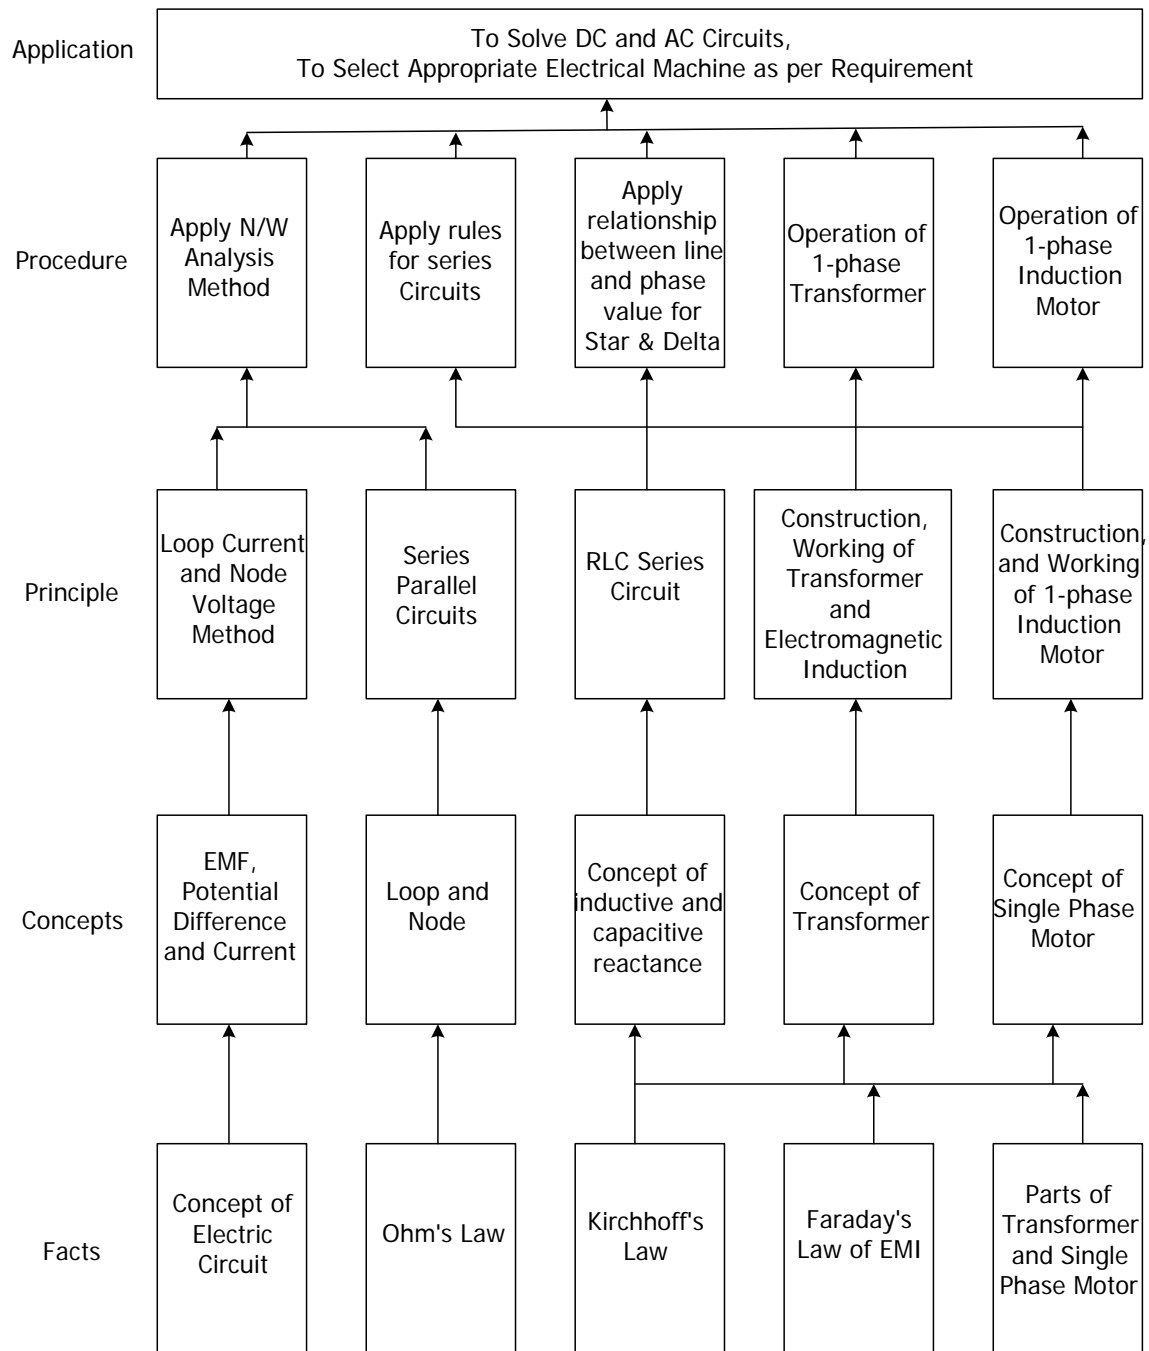 Application
To Solve DC and AC Circuits,
To Select Appropriate Electrical Machine as per Requirement
Procedure
Apply N/W
Analysis
Method
Apply rules
for series
Circuits
Apply
relationship
between line
and phase
value for
Star & Delta
Operation of
1-phase
Transformer
Operation of
1-phase
Induction
Motor
Principle
Loop Current
and Node
Voltage
Method
Series
Parallel
Circuits
RLC Series
Circuit
Construction,
Working of
Transformer
and
Electromagnetic
Induction
Construction,
and Working
of 1-phase
Induction
Motor
Concepts
EMF,
Potential
Difference
and Current
Loop and
Node
Concept of
inductive and
capacitive
reactance
Concept of
Transformer
Concept of
Single Phase
Motor
Facts
Concept of
Electric
Circuit
Ohm's Law
Kirchhoff's
Law
Faraday's
Law of EMI
Parts of
Transformer
and Single
Phase Motor